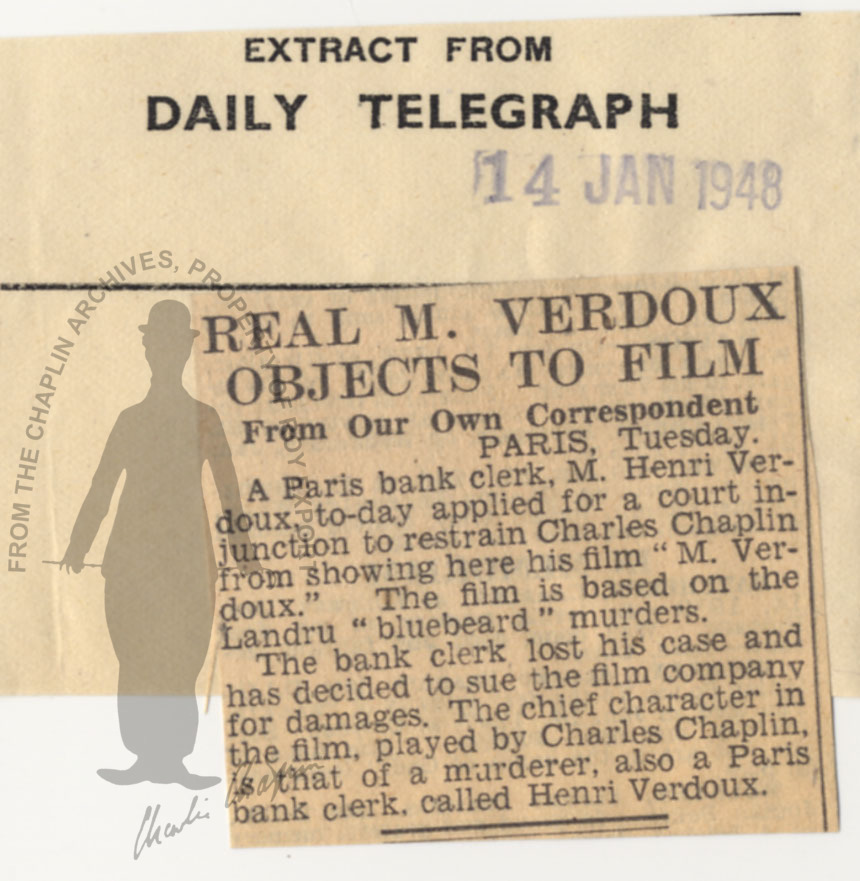 EXTRACT FROM
DAILY TELEGRAPH
14 JAN 1948
REAL M. VERDOUX
OBJECTS TO FILM
From Our Own Correspondent
PARIS, Tuesday.
A Paris bank clerk, M. Henri Ver-
doux, to-day applied for a court in-
junction to restrain Charles Chaplin
from showing here his film “ M. Ver-
doux.” The film is based on the
Landru “ bluebeard ” murders.
The bank clerk lost his case and
has decided to sue the film company
for damages. The chief character in
the film, played by Charles Chaplin,
is that of a murderer, also a Paris
bank clerk, called Henri Verdoux.
FROM THE CHAPLIN ARCHIVES, PROPERTY OF ROY EXPORT
Charlie Chaplin